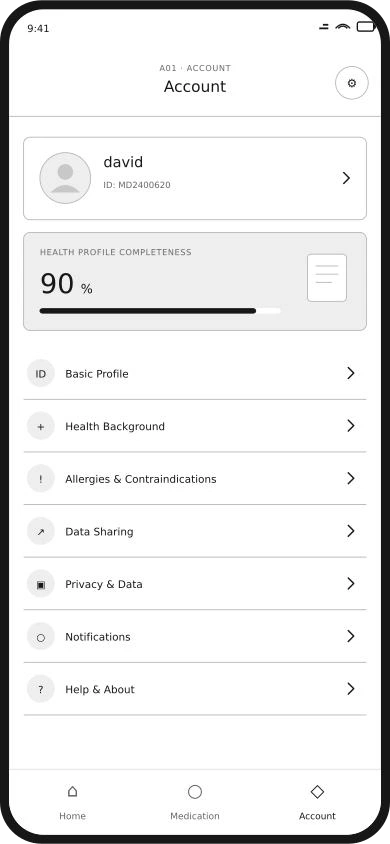 9:41
A01 · ACCOUNT
Account
david
ID: MD2400620
HEALTH PROFILE COMPLETENESS
90 %
ID Basic Profile
+ Health Background
! Allergies & Contraindications
↗ Data Sharing
▣ Privacy & Data
○ Notifications
? Help & About
Home Medication Account